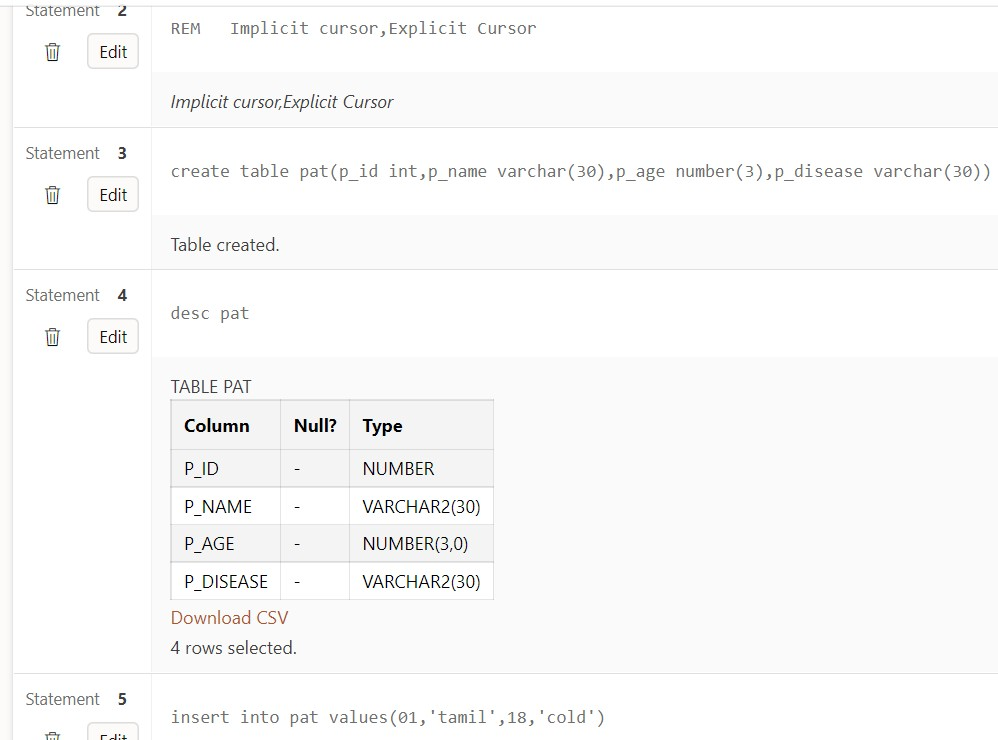 Statement 2
REM Implicit cursor,Explicit Cursor
Edit
Implicit cursor,Explicit Cursor
Statement 3
create table pat(p_id int,p_name varchar(30),p_age number(3),p_disease varchar(30))
Edit
Table created.
Statement 4
desc pat
Edit
TABLE PAT
Column Null? Type
P_ID - NUMBER
P_NAME - VARCHAR2(30)
P_AGE - NUMBER(3,0)
P_DISEASE - VARCHAR2(30)
Download CSV
4 rows selected.
Statement 5
insert into pat values(01,'tamil',18,'cold')
Edit